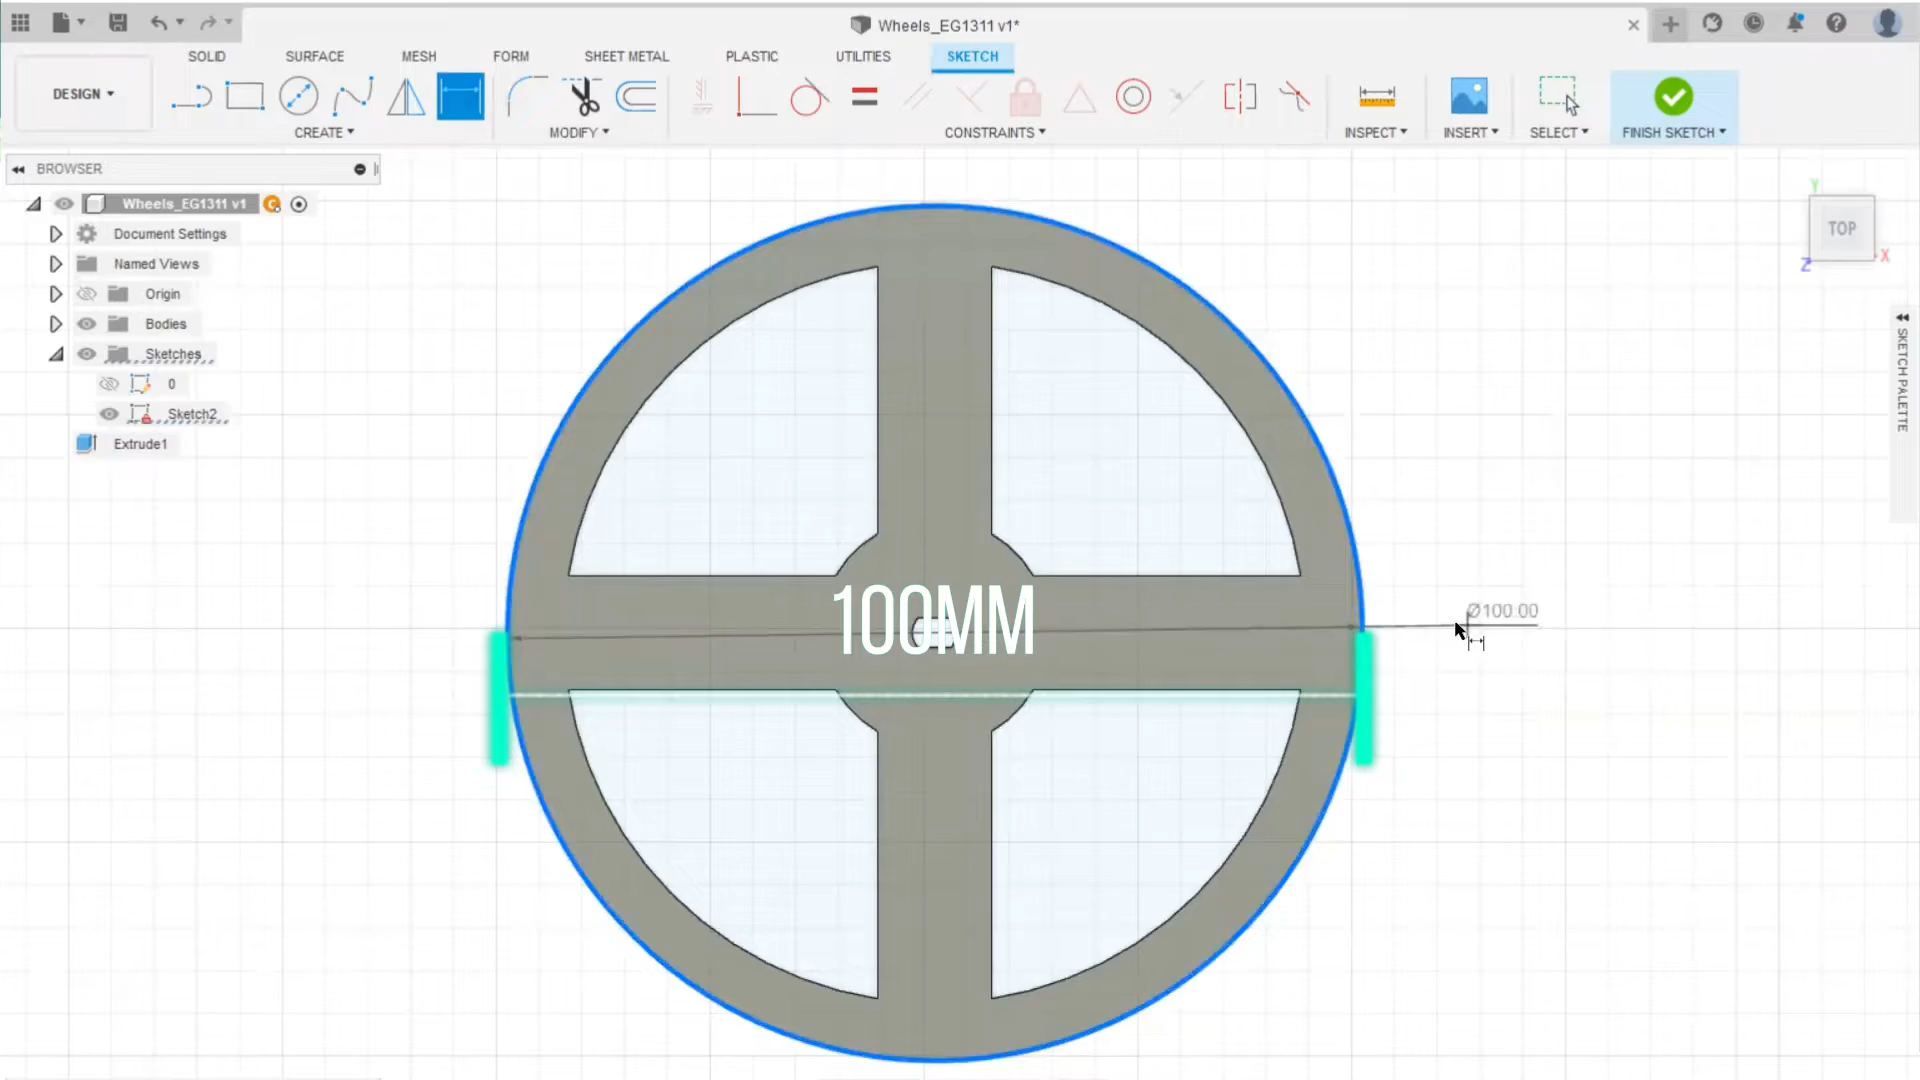 Wheels_EG1311 v1*
SOLID SURFACE MESH FORM SHEET METAL PLASTIC UTILITIES SKETCH
DESIGN
CREATE MODIFY CONSTRAINTS INSPECT INSERT SELECT FINISH SKETCH
BROWSER
Wheels_EG1311 v1
Document Settings
Named Views
Origin
Bodies
Sketches
0
Sketch2
Extrude1
Y
TOP
X
Z
SKETCH PALETTE
100MM
Ø100.00